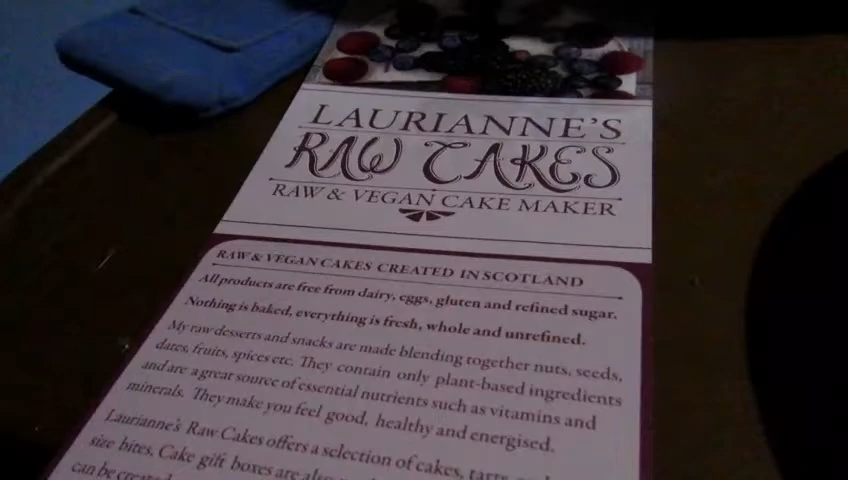 LAURIANNE'S
RAW CAKES
RAW & VEGAN CAKE MAKER
RAW & VEGAN CAKES CREATED IN SCOTLAND
All products are free from dairy, eggs, gluten and refined sugar.
Nothing is baked, everything is fresh, whole and unrefined.
My raw desserts and snacks are made blending together nuts, seeds,
dates, fruits, spices etc. They contain only plant-based ingredients
and are a great source of essential nutrients such as vitamins and
minerals. They make you feel good, healthy and energised.
Laurianne's Raw Cakes offers a selection of cakes, tarts
size bites. Cake gift boxes are
can be